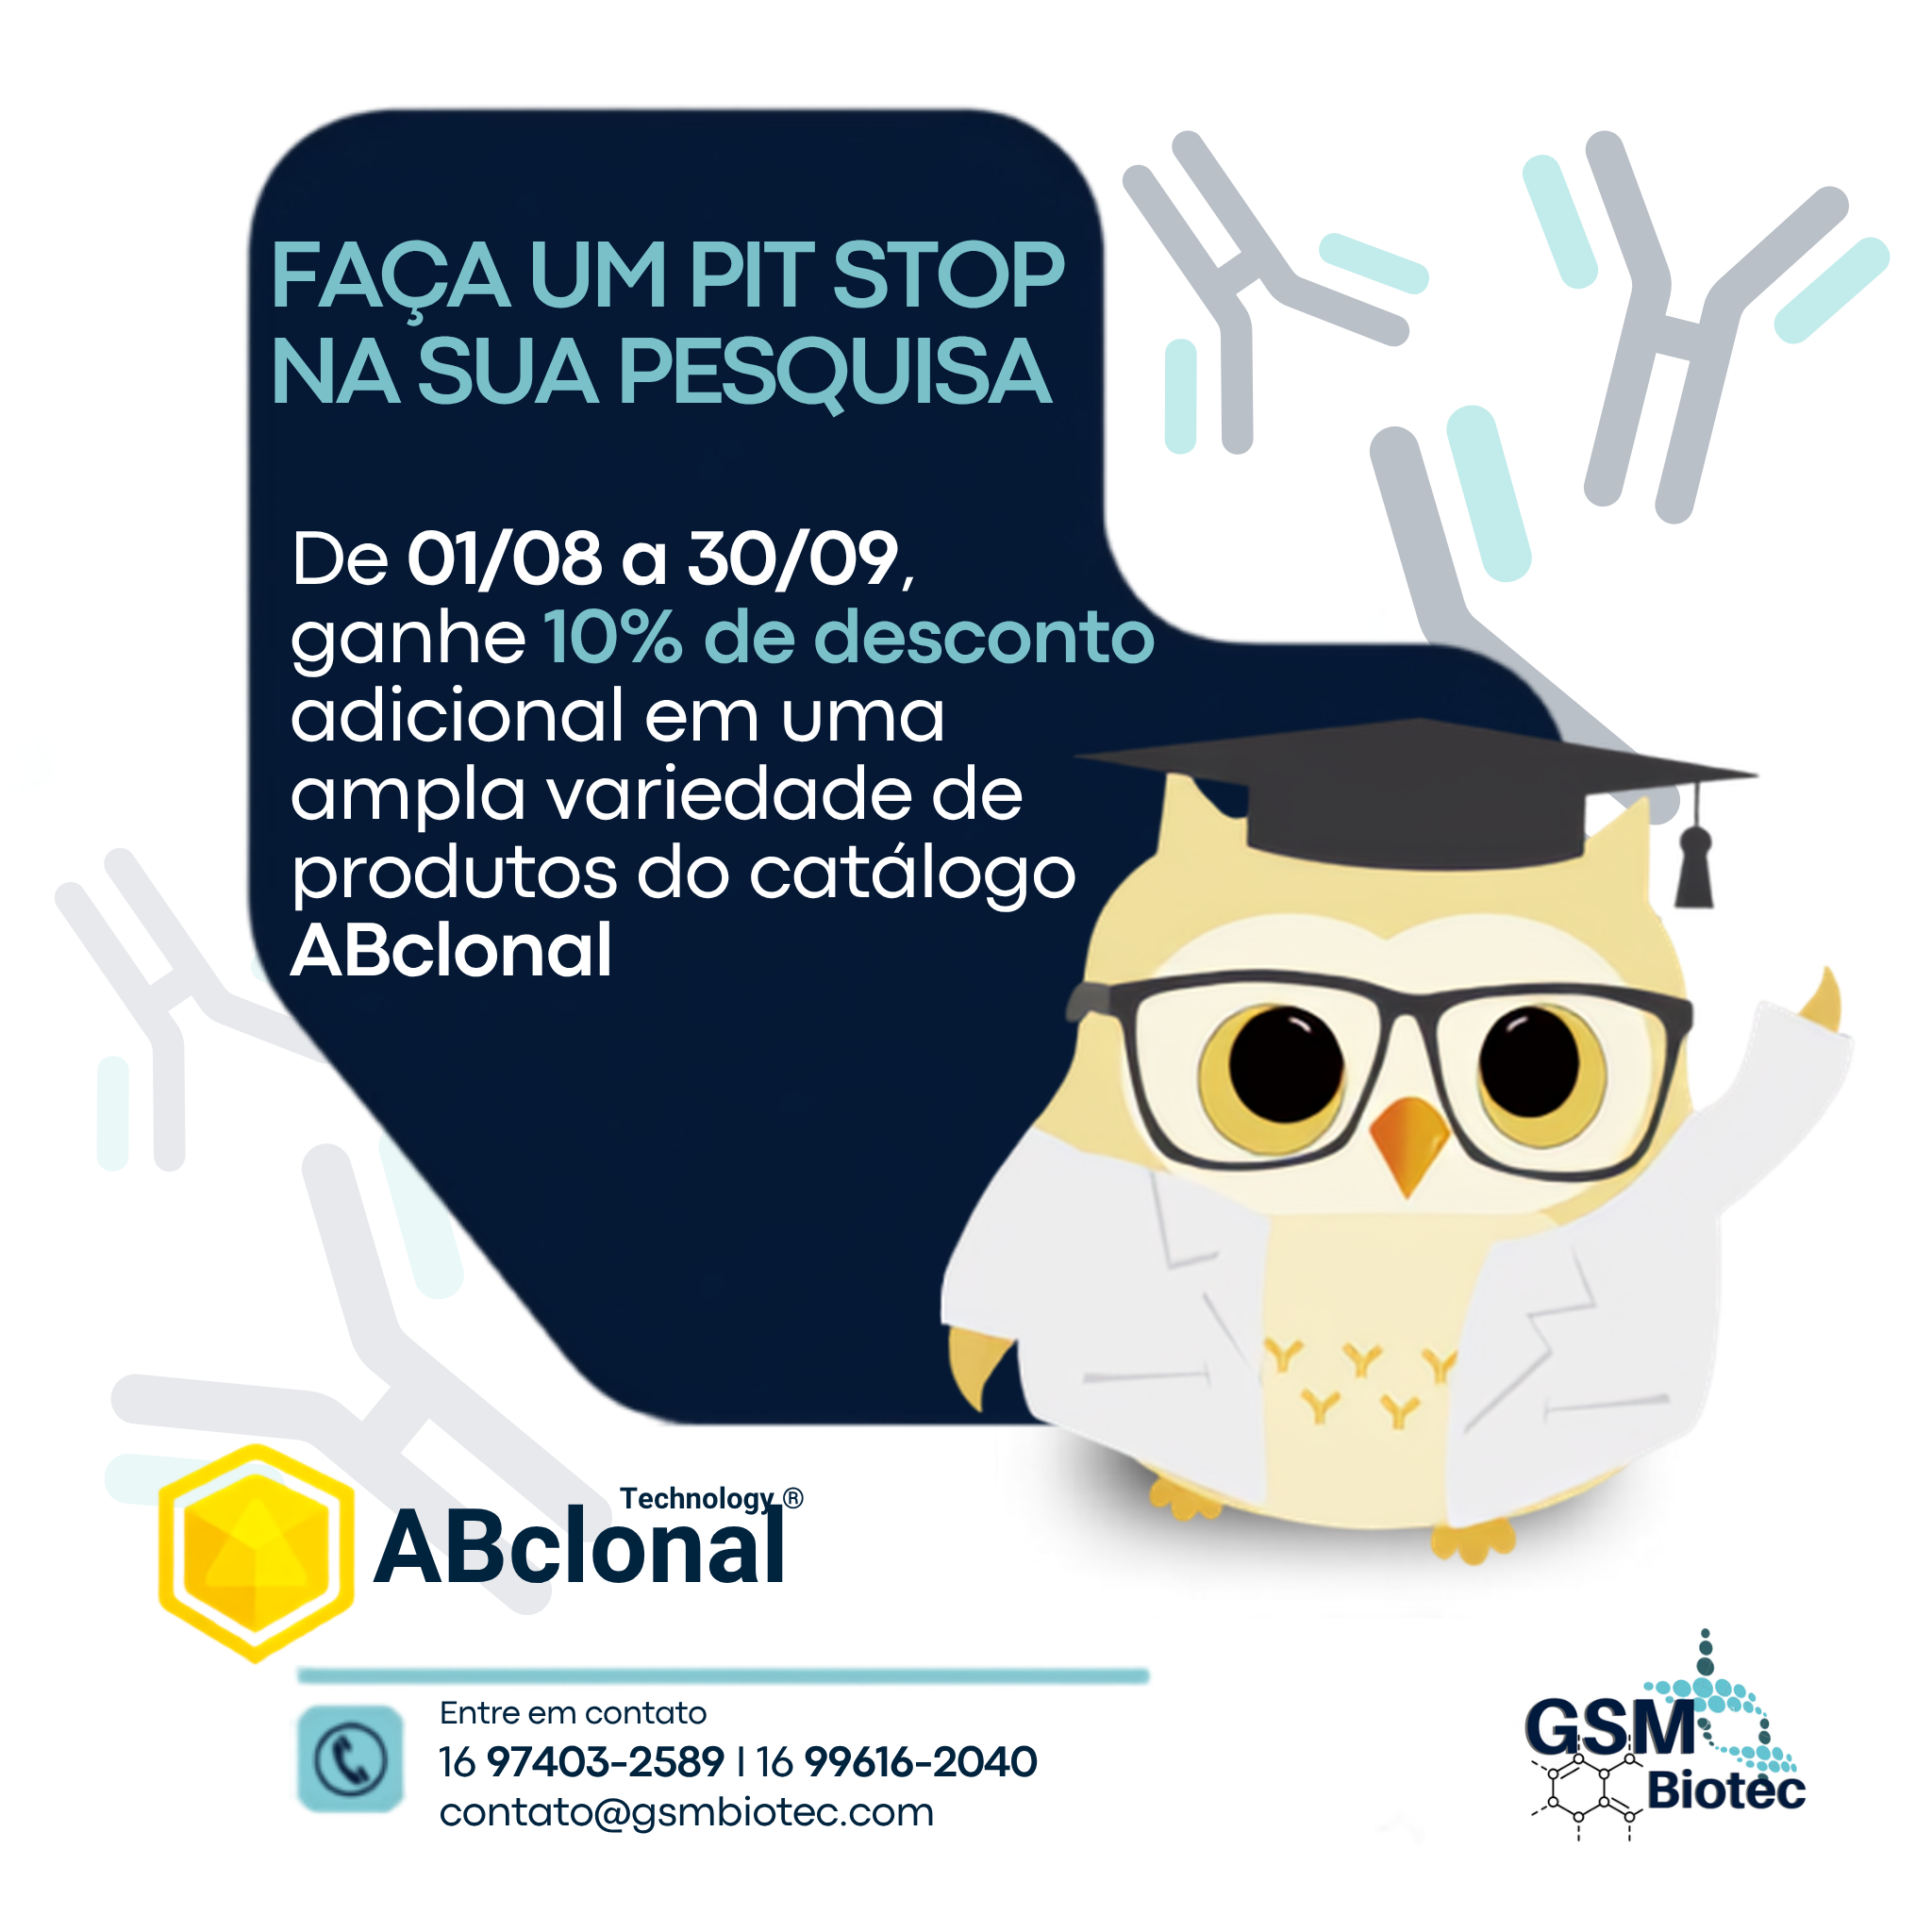 FAÇA UM PIT STOP
NA SUA PESQUISA
De 01/08 a 30/09,
ganhe 10% de desconto
adicional em uma
ampla variedade de
produtos do catálogo
ABclonal
Technology ®
ABclonal
Entre em contato
16 97403-2589 | 16 99616-2040
contato@gsmbiotec.com
GSM
Biotec